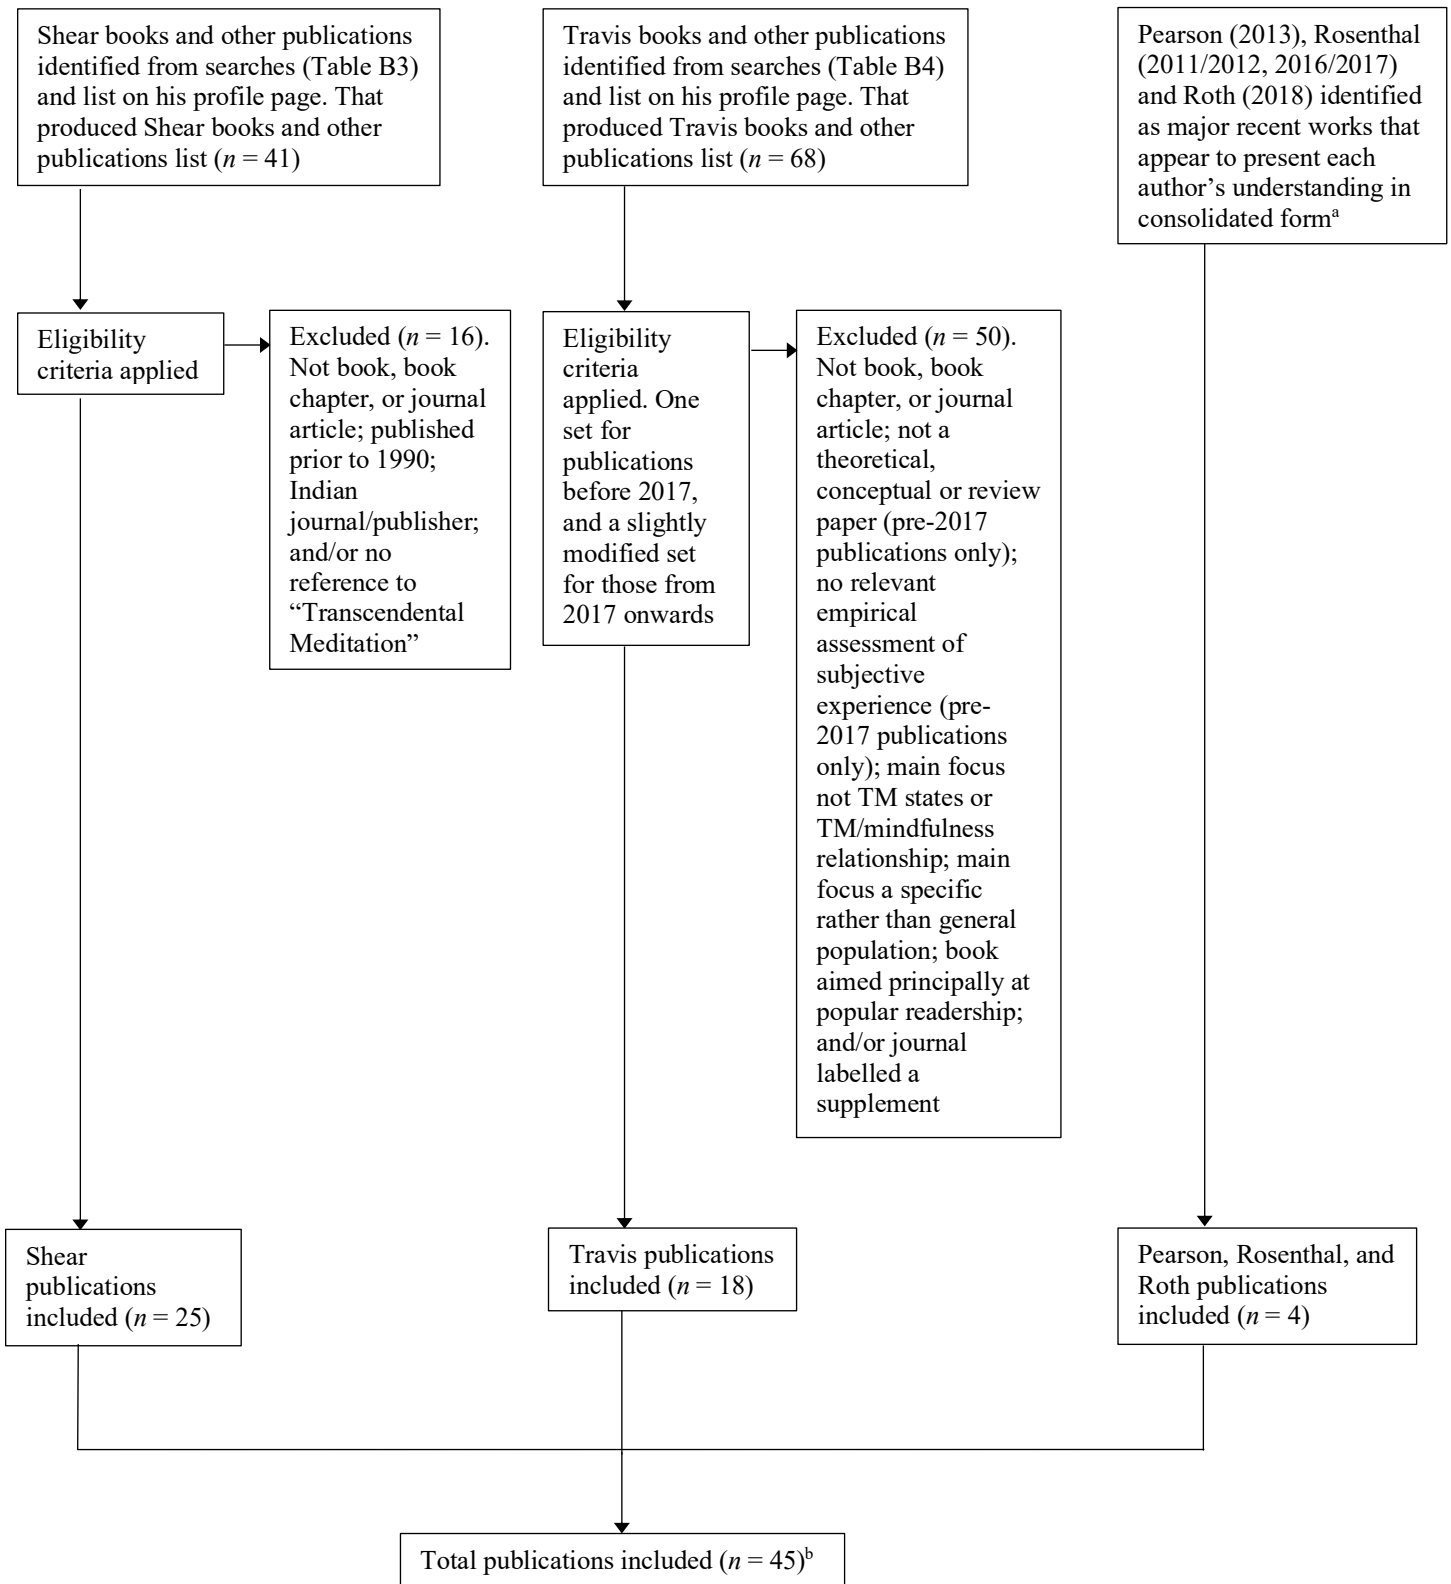 Shear books and other publications
identified from searches (Table B3)
and list on his profile page. That
produced Shear books and other
publications list (n = 41)
Travis books and other publications
identified from searches (Table B4)
and list on his profile page. That
produced Travis books and other
publications list (n = 68)
Pearson (2013), Rosenthal
(2011/2012, 2016/2017)
and Roth (2018) identified
as major recent works that
appear to present each
author’s understanding in
consolidated formᵃ
Eligibility
criteria applied
Excluded (n = 16).
Not book, book
chapter, or journal
article; published
prior to 1990;
Indian
journal/publisher;
and/or no
reference to
“Transcendental
Meditation”
Eligibility
criteria
applied. One
set for
publications
before 2017,
and a slightly
modified set
for those from
2017 onwards
Excluded (n = 50).
Not book, book
chapter, or journal
article; not a
theoretical,
conceptual or review
paper (pre-2017
publications only);
no relevant
empirical
assessment of
subjective
experience (pre-
2017 publications
only); main focus
not TM states or
TM/mindfulness
relationship; main
focus a specific
rather than general
population; book
aimed principally at
popular readership;
and/or journal
labelled a
supplement
Shear
publications
included (n = 25)
Travis publications
included (n = 18)
Pearson, Rosenthal, and
Roth publications
included (n = 4)
Total publications included (n = 45)ᵇ